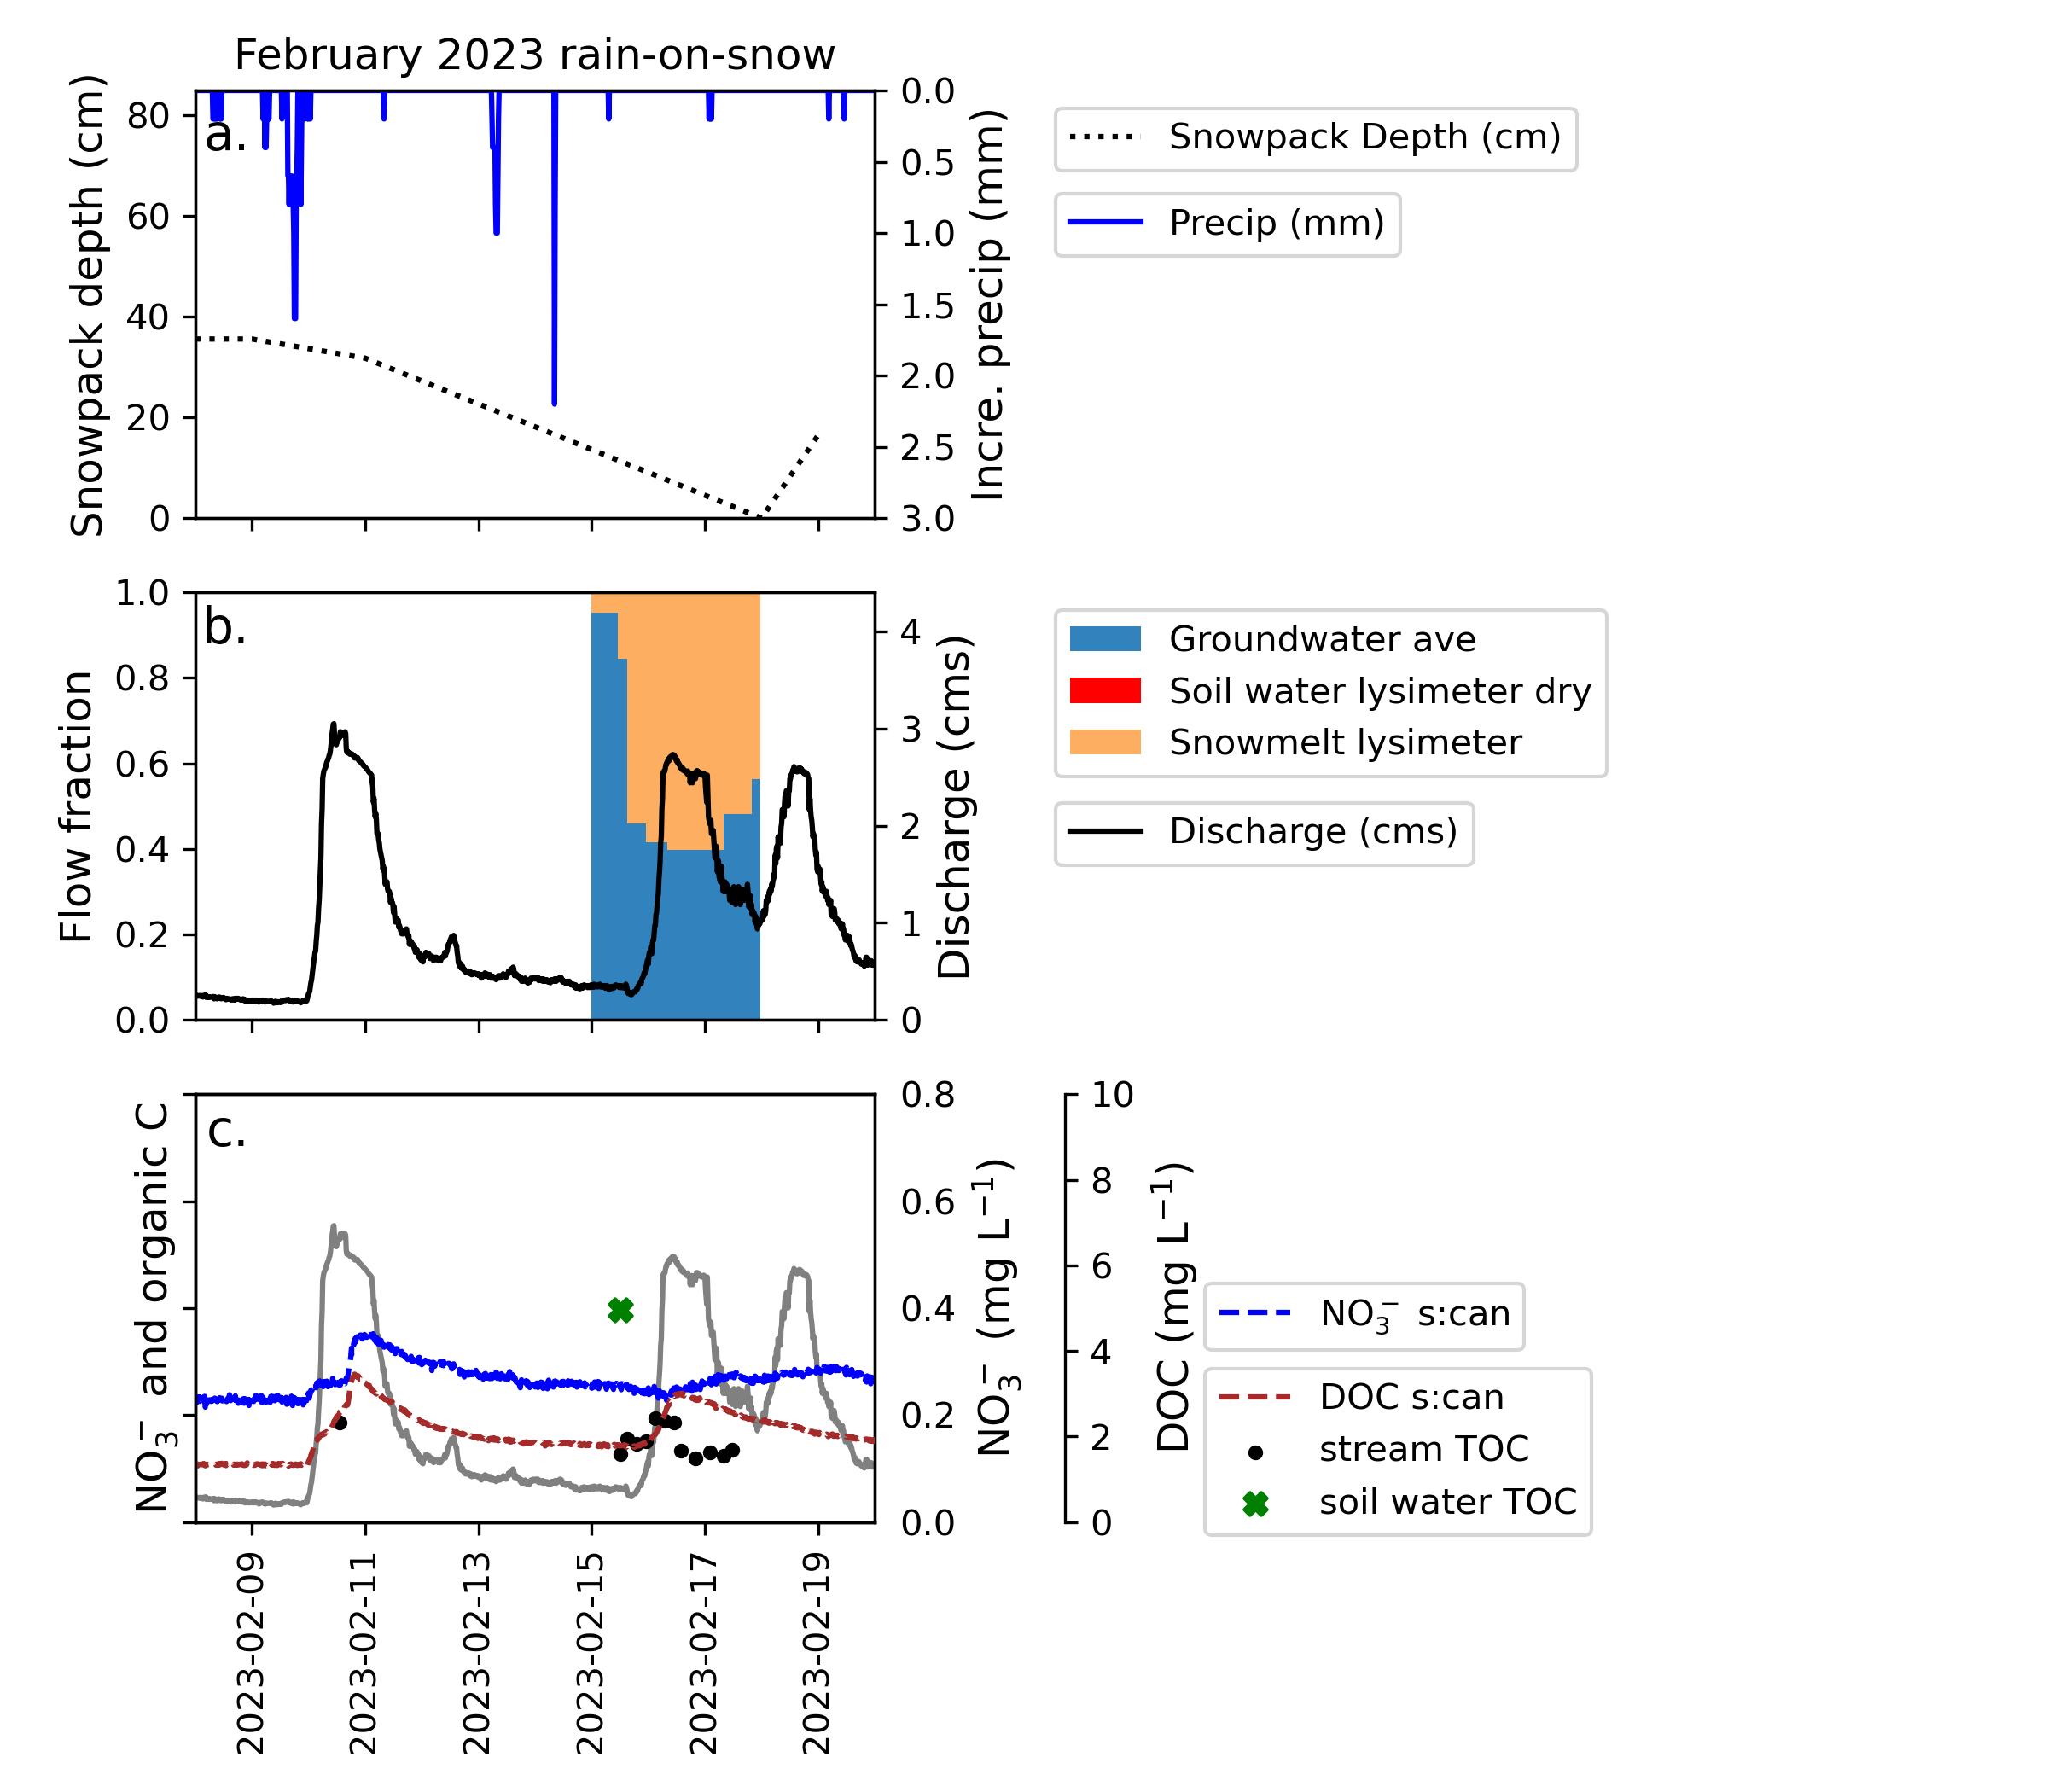 February 2023 rain-on-snow
Snowpack depth (cm)
80
60
40
20
0
a.
0.0
0.5
1.0
1.5
2.0
2.5
3.0
Incre. precip (mm)
Snowpack Depth (cm)
Precip (mm)
Flow fraction
1.0
0.8
0.6
0.4
0.2
0.0
b.
4
3
2
1
0
Discharge (cms)
Groundwater ave
Soil water lysimeter dry
Snowmelt lysimeter
Discharge (cms)
NO₃⁻ and organic C
c.
0.8
0.6
0.4
0.2
0.0
NO₃⁻ (mg L⁻¹)
10
8
6
4
2
0
DOC (mg L⁻¹)
NO₃⁻ s:can
DOC s:can
stream TOC
soil water TOC
2023-02-09
2023-02-11
2023-02-13
2023-02-15
2023-02-17
2023-02-19